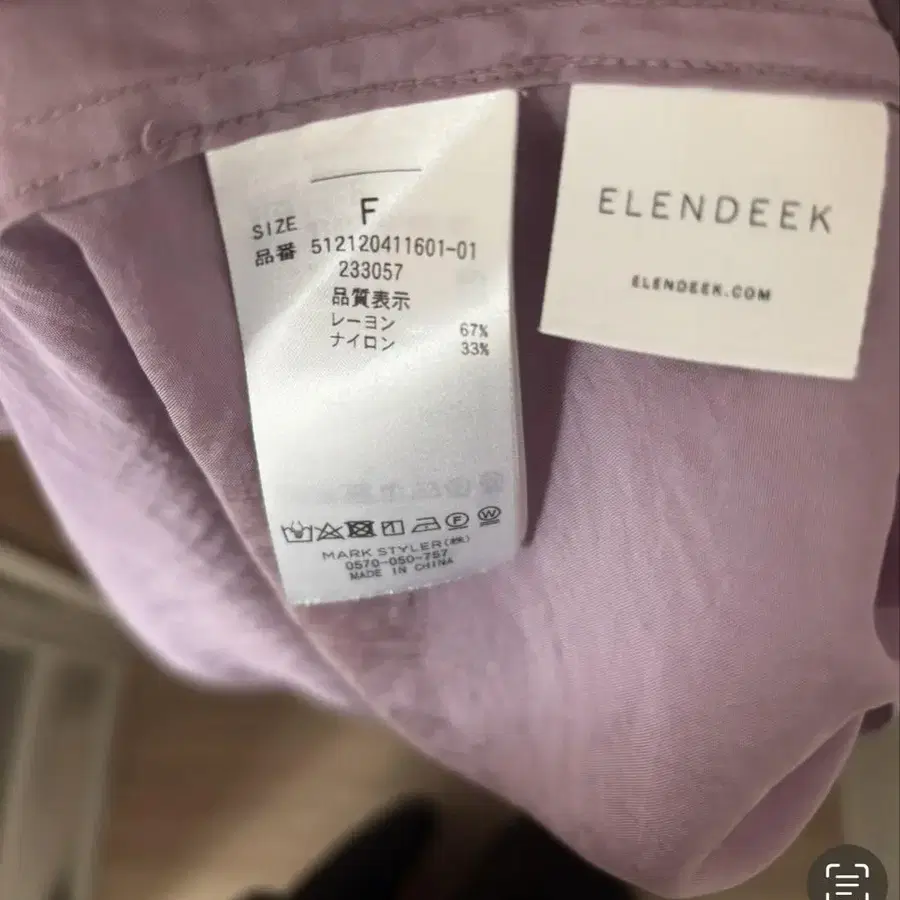 SIZE F
品番 512120411601-01
233057
品質表示
レーヨン 67%
ナイロン 33%
MARK STYLER(株)
0570-050-757
MADE IN CHINA
ELENDEEK
ELENDEEK.COM